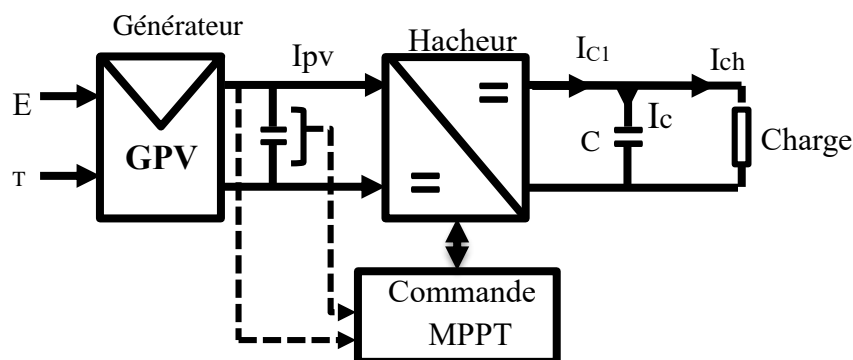 Générateur
Ipv
Hacheur
IC1
Ich
E
GPV
T
C
Ic
Charge
Commande
MPPT